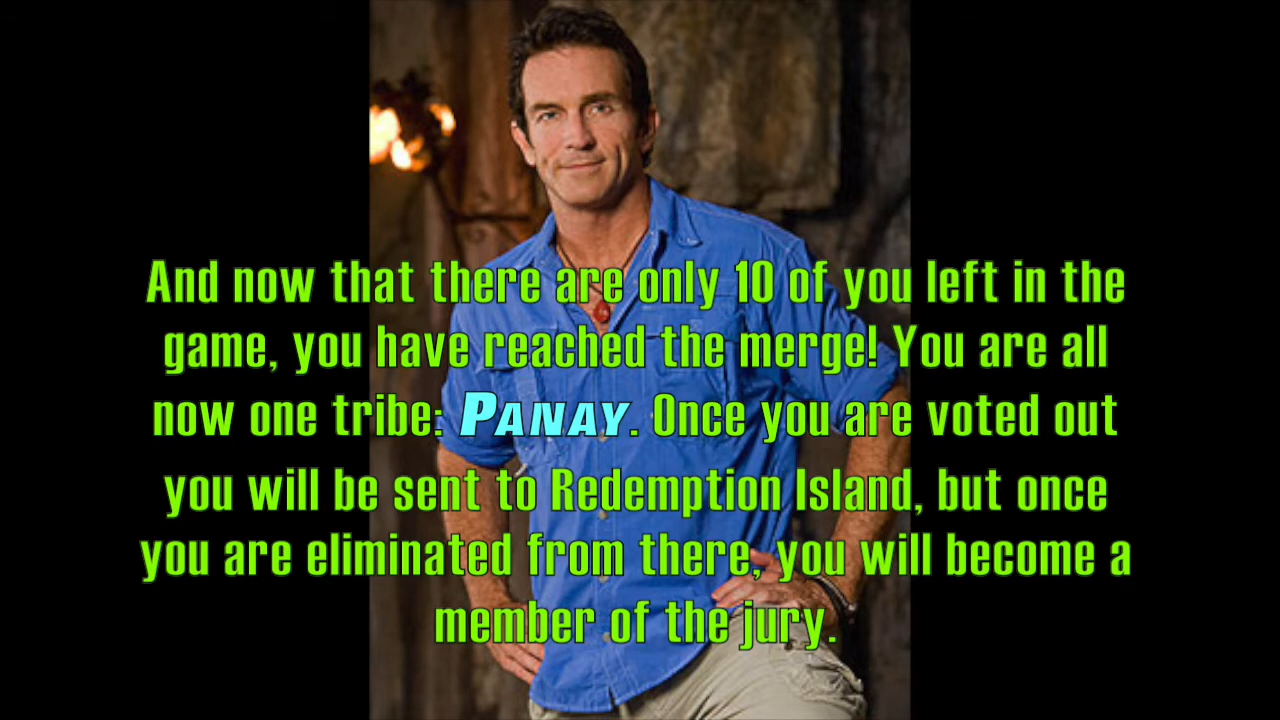 And now that there are only 10 of you left in the
game, you have reached the merge! You are all
now one tribe: PANAY. Once you are voted out
you will be sent to Redemption Island, but once
you are eliminated from there, you will become a
member of the jury.